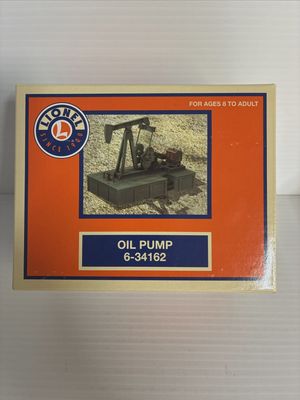 FOR AGES 8 TO ADULT
LIONEL
L
SINCE 1900
OIL PUMP
6-34162